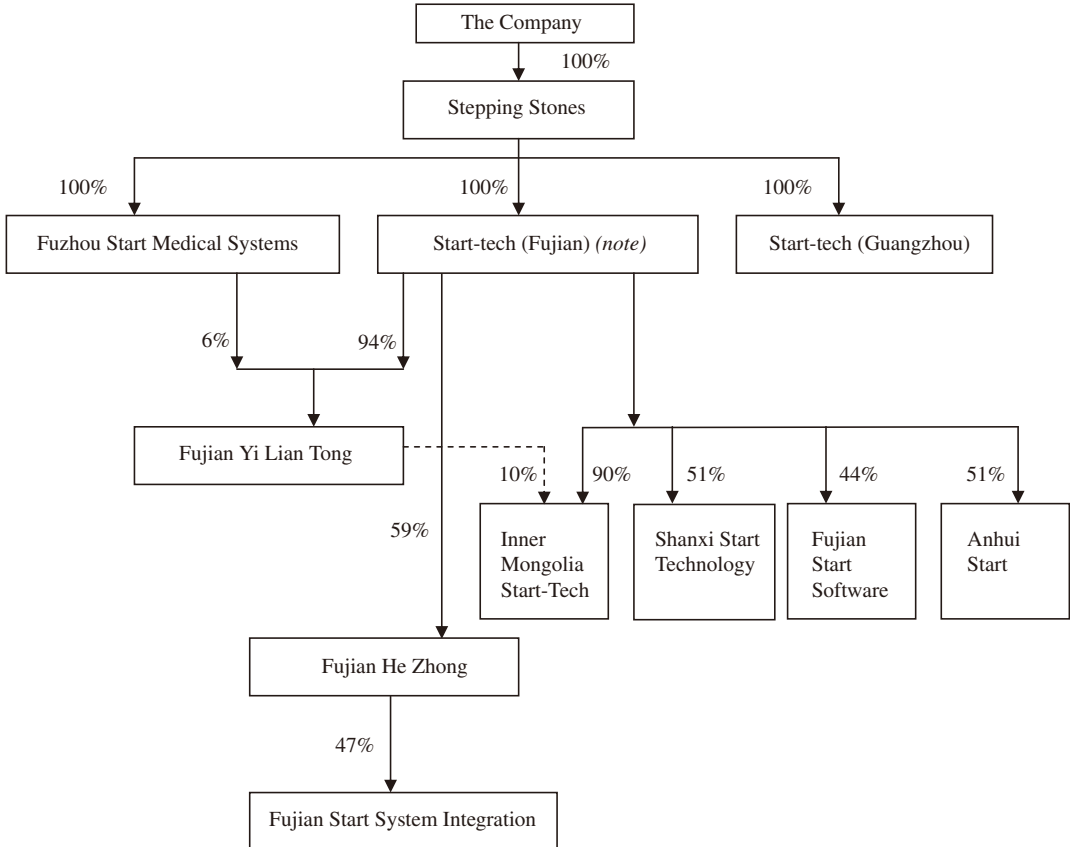 The Company
100%
Stepping Stones
100%
100%
100%
Fuzhou Start Medical Systems
Start-tech (Fujian) (note)
Start-tech (Guangzhou)
6%
94%
Fujian Yi Lian Tong
10%
90%
51%
44%
51%
59%
Inner
Mongolia
Start-Tech
Shanxi Start
Technology
Fujian
Start
Software
Anhui
Start
Fujian He Zhong
47%
Fujian Start System Integration